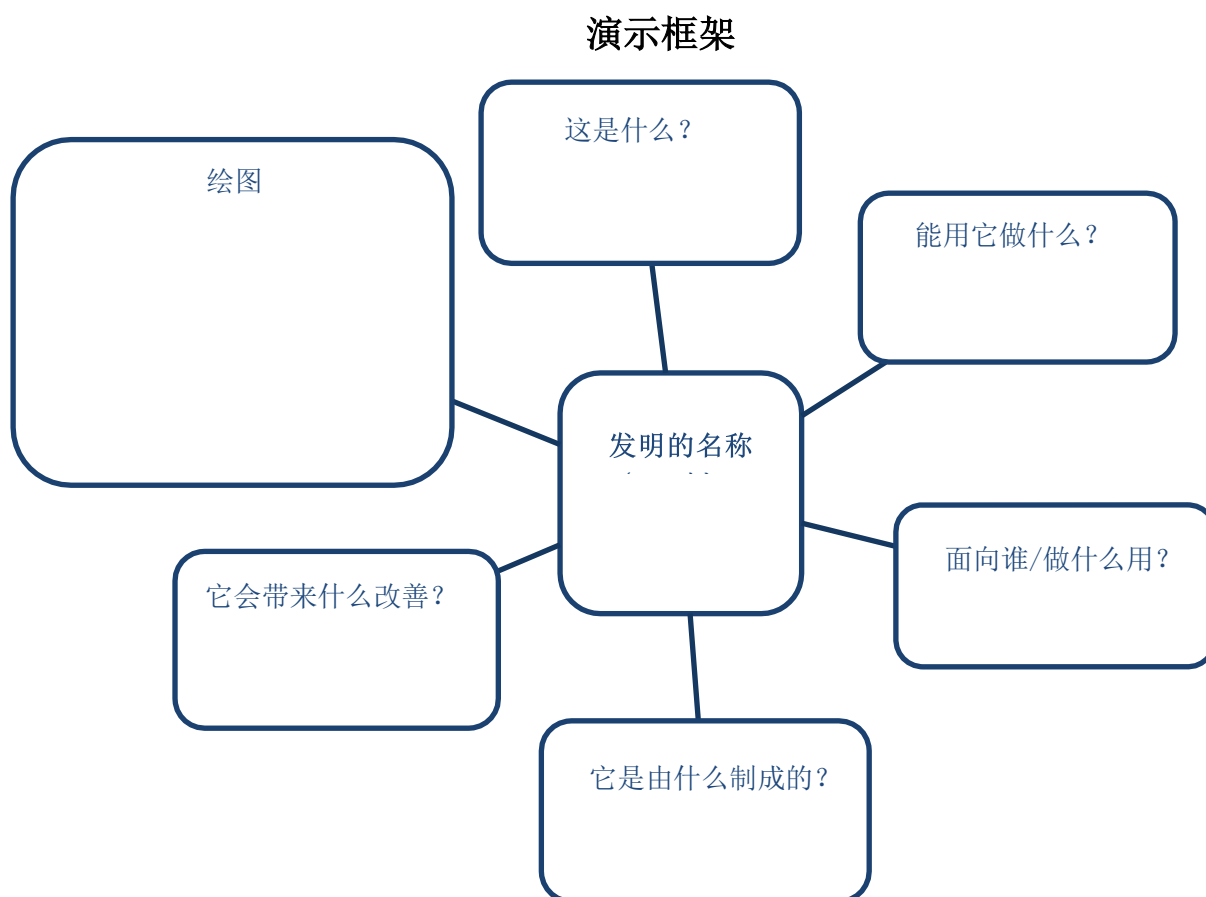 演示框架
这是什么？
绘图
能用它做什么？
发明的名称
面向谁/做什么用？
它会带来什么改善？
它是由什么制成的？